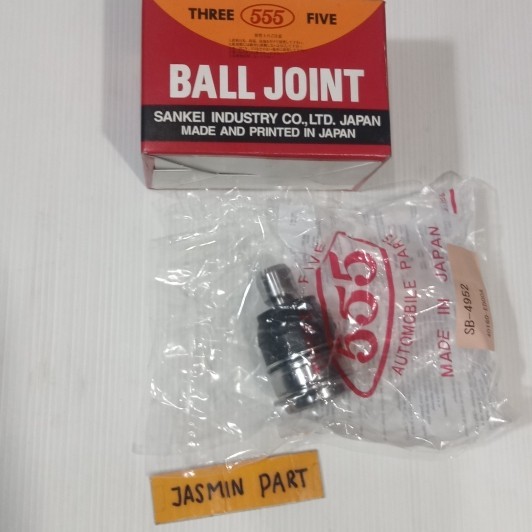 THREE 555 FIVE
BALL JOINT
SANKEI INDUSTRY CO.,LTD. JAPAN
MADE AND PRINTED IN JAPAN
FIVE
555
AUTOMOBILE PARTS
MADE IN JAPAN
SB-4952
JASMIN PART